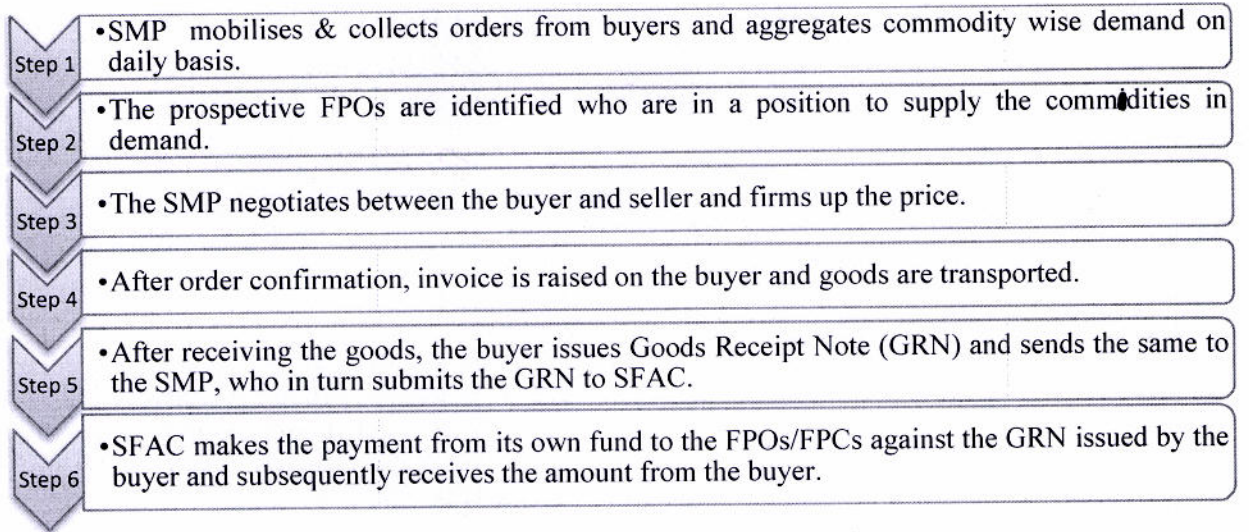 •SMP mobilises & collects orders from buyers and aggregates commodity wise demand on
Step 1
daily basis.
•The prospective FPOs are identified who are in a position to supply the commidities in
Step 2
demand.
Step 3
•The SMP negotiates between the buyer and seller and firms up the price.
Step 4
•After order confirmation, invoice is raised on the buyer and goods are transported.
•After receiving the goods, the buyer issues Goods Receipt Note (GRN) and sends the same to
Step 5
the SMP, who in turn submits the GRN to SFAC.
•SFAC makes the payment from its own fund to the FPOs/FPCs against the GRN issued by the
Step 6
buyer and subsequently receives the amount from the buyer.